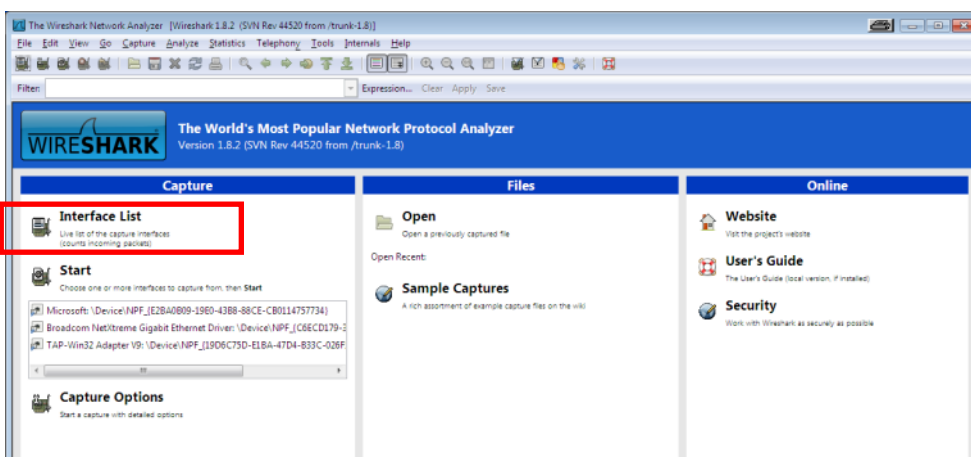 The Wireshark Network Analyzer [Wireshark 1.8.2 (SVN Rev 44520 from /trunk-1.8)]
File Edit View Go Capture Analyze Statistics Telephony Tools Internals Help
Filter: Expression... Clear Apply Save
WIRESHARK
The World's Most Popular Network Protocol Analyzer
Version 1.8.2 (SVN Rev 44520 from /trunk-1.8)
Capture
Interface List
Live list of the capture interfaces
(counts incoming packets)
Start
Choose one or more interfaces to capture from, then Start
Microsoft: \Device\NPF_{E2BA0B09-19E0-43B8-88CE-CB0114757734}
Broadcom NetXtreme Gigabit Ethernet Driver: \Device\NPF_{C6ECD179-3
TAP-Win32 Adapter V9: \Device\NPF_{19D6C75D-E1BA-47D4-B33C-026F
Capture Options
Start a capture with detailed options
Files
Open
Open a previously captured file
Open Recent:
Sample Captures
A rich assortment of example capture files on the wiki
Online
Website
Visit the project's website
User's Guide
The User's Guide (local version, if installed)
Security
Work with Wireshark as securely as possible